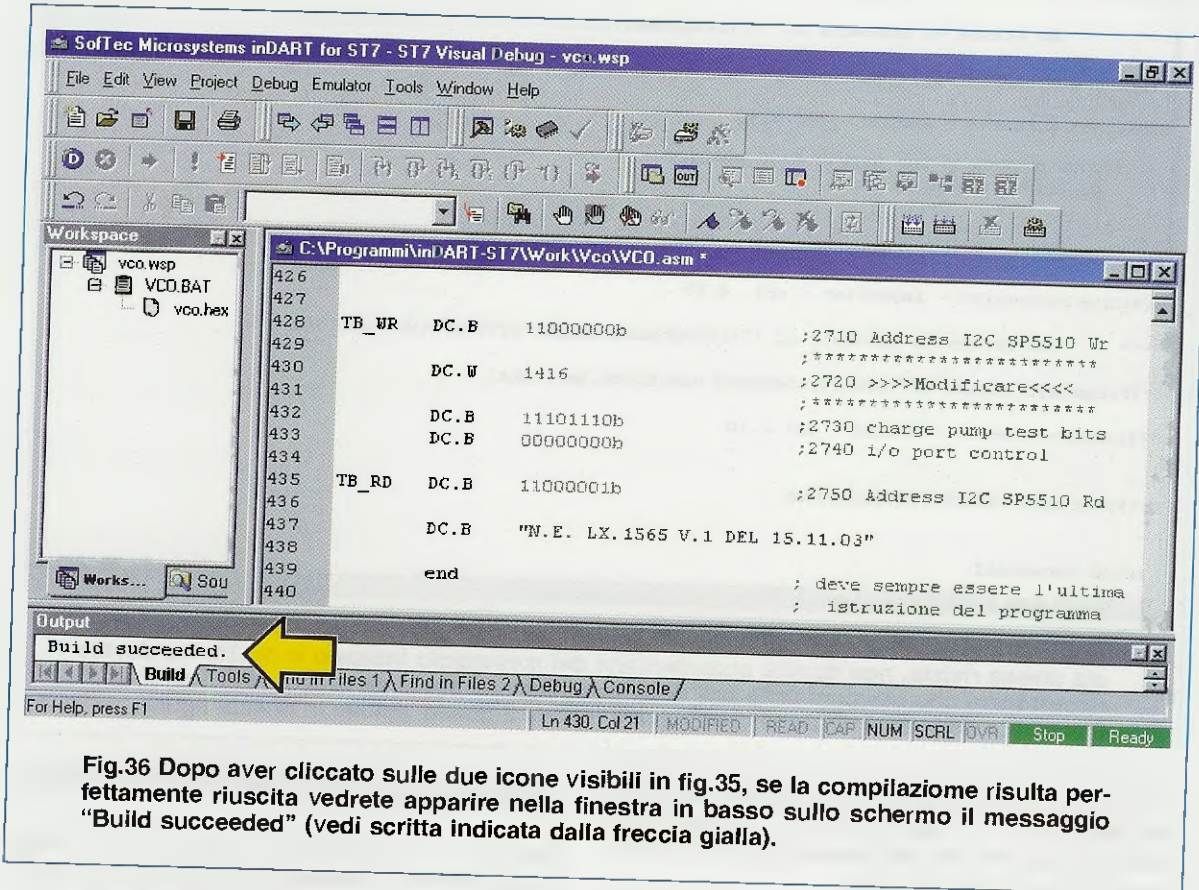 SofTec Microsystems inDART for ST7 - ST7 Visual Debug - vco.wsp
File Edit View Project Debug Emulator Tools Window Help
OUT
Workspace
vco.wsp
VCO.BAT
vco.hex
Works... Sou
C:\Programmi\inDART-ST7\Work\Vco\VCO.asm *
426
427
428 TB_WR DC.B 11000000b ;2710 Address I2C SP5510 Wr
429 ;*************************
430 DC.W 1416 ;2720 >>>>Modificare<<<<
431 ;*************************
432 DC.B 11101110b ;2730 charge pump test bits
433 DC.B 00000000b ;2740 i/o port control
434
435 TB_RD DC.B 11000001b ;2750 Address I2C SP5510 Rd
436
437 DC.B "N.E. LX.1565 V.1 DEL 15.11.03"
438
439 end ; deve sempre essere l'ultima
440 ; istruzione del programma
Output
Build succeeded.
Build Tools Find in Files 1 Find in Files 2 Debug Console
For Help, press F1 Ln 430, Col 21 MODIFIED READ CAP NUM SCRL OVR Stop Ready
Fig.36 Dopo aver cliccato sulle due icone visibili in fig.35, se la compilaziome risulta per-
fettamente riuscita vedrete apparire nella finestra in basso sullo schermo il messaggio
"Build succeeded" (vedi scritta indicata dalla freccia gialla).